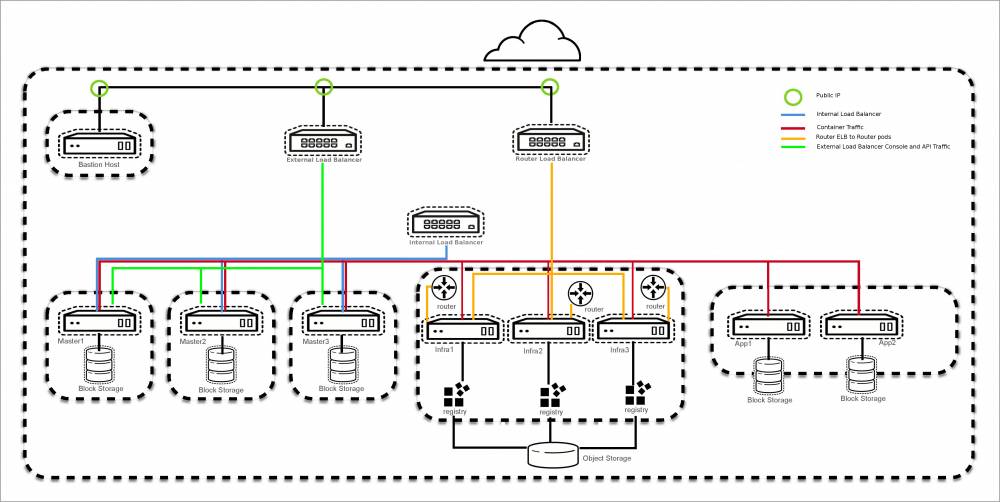 Public IP
Internal Load Balancer
Container Traffic
Router ELB to Router pods
External Load Balancer Console and API Traffic
Bastion Host
External Load Balancer
Router Load Balancer
Internal Load Balancer
router
router
router
Master1
Master2
Master3
Infra1
Infra2
Infra3
App1
App2
Block Storage
Block Storage
Block Storage
Block Storage
Block Storage
registry
registry
registry
Object Storage